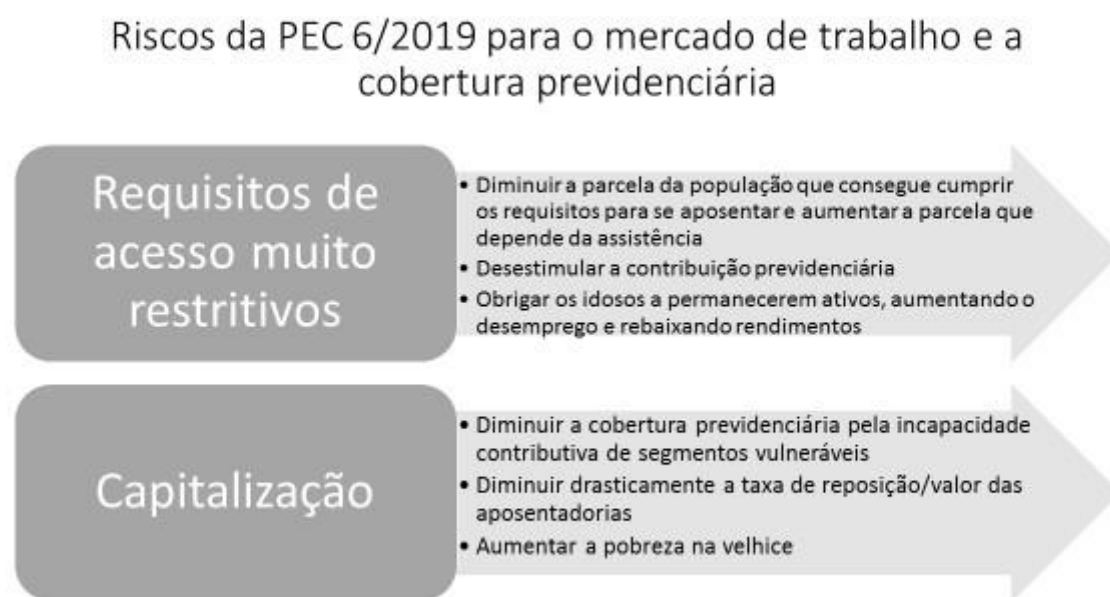 Riscos da PEC 6/2019 para o mercado de trabalho e a
cobertura previdenciária
Requisitos de
acesso muito
restritivos
• Diminuir a parcela da população que consegue cumprir
os requisitos para se aposentar e aumentar a parcela que
depende da assistência
• Desestimular a contribuição previdenciária
• Obrigar os idosos a permanecerem ativos, aumentando o
desemprego e rebaixando rendimentos
Capitalização
• Diminuir a cobertura previdenciária pela incapacidade
contributiva de segmentos vulneráveis
• Diminuir drasticamente a taxa de reposição/valor das
aposentadorias
• Aumentar a pobreza na velhice